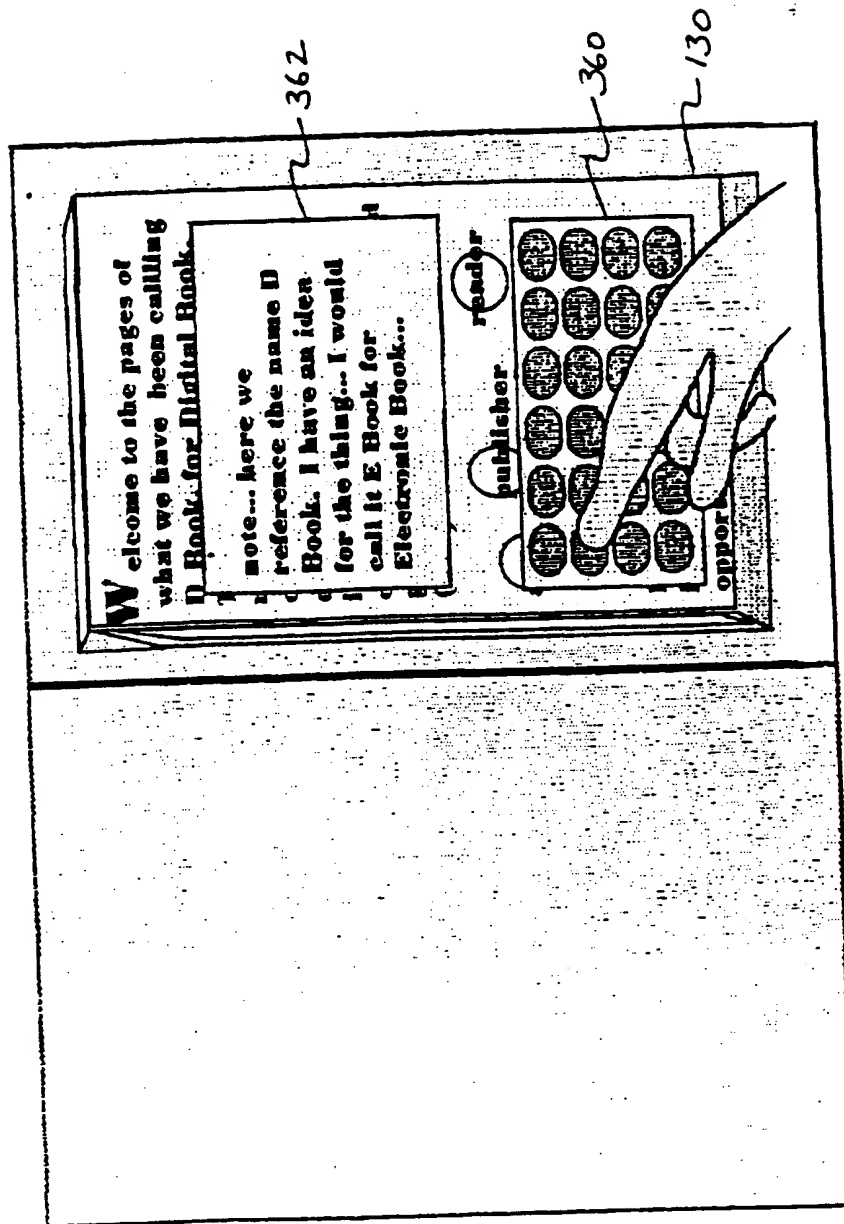 Welcome to the pages of
what we have been callling
D Book, for Digital Book.
note... here we
reference the name D
Book. I have an idea
for the thing... I would
call it E Book for
Electronic Book...
362
publisher reader
360
oppor
130